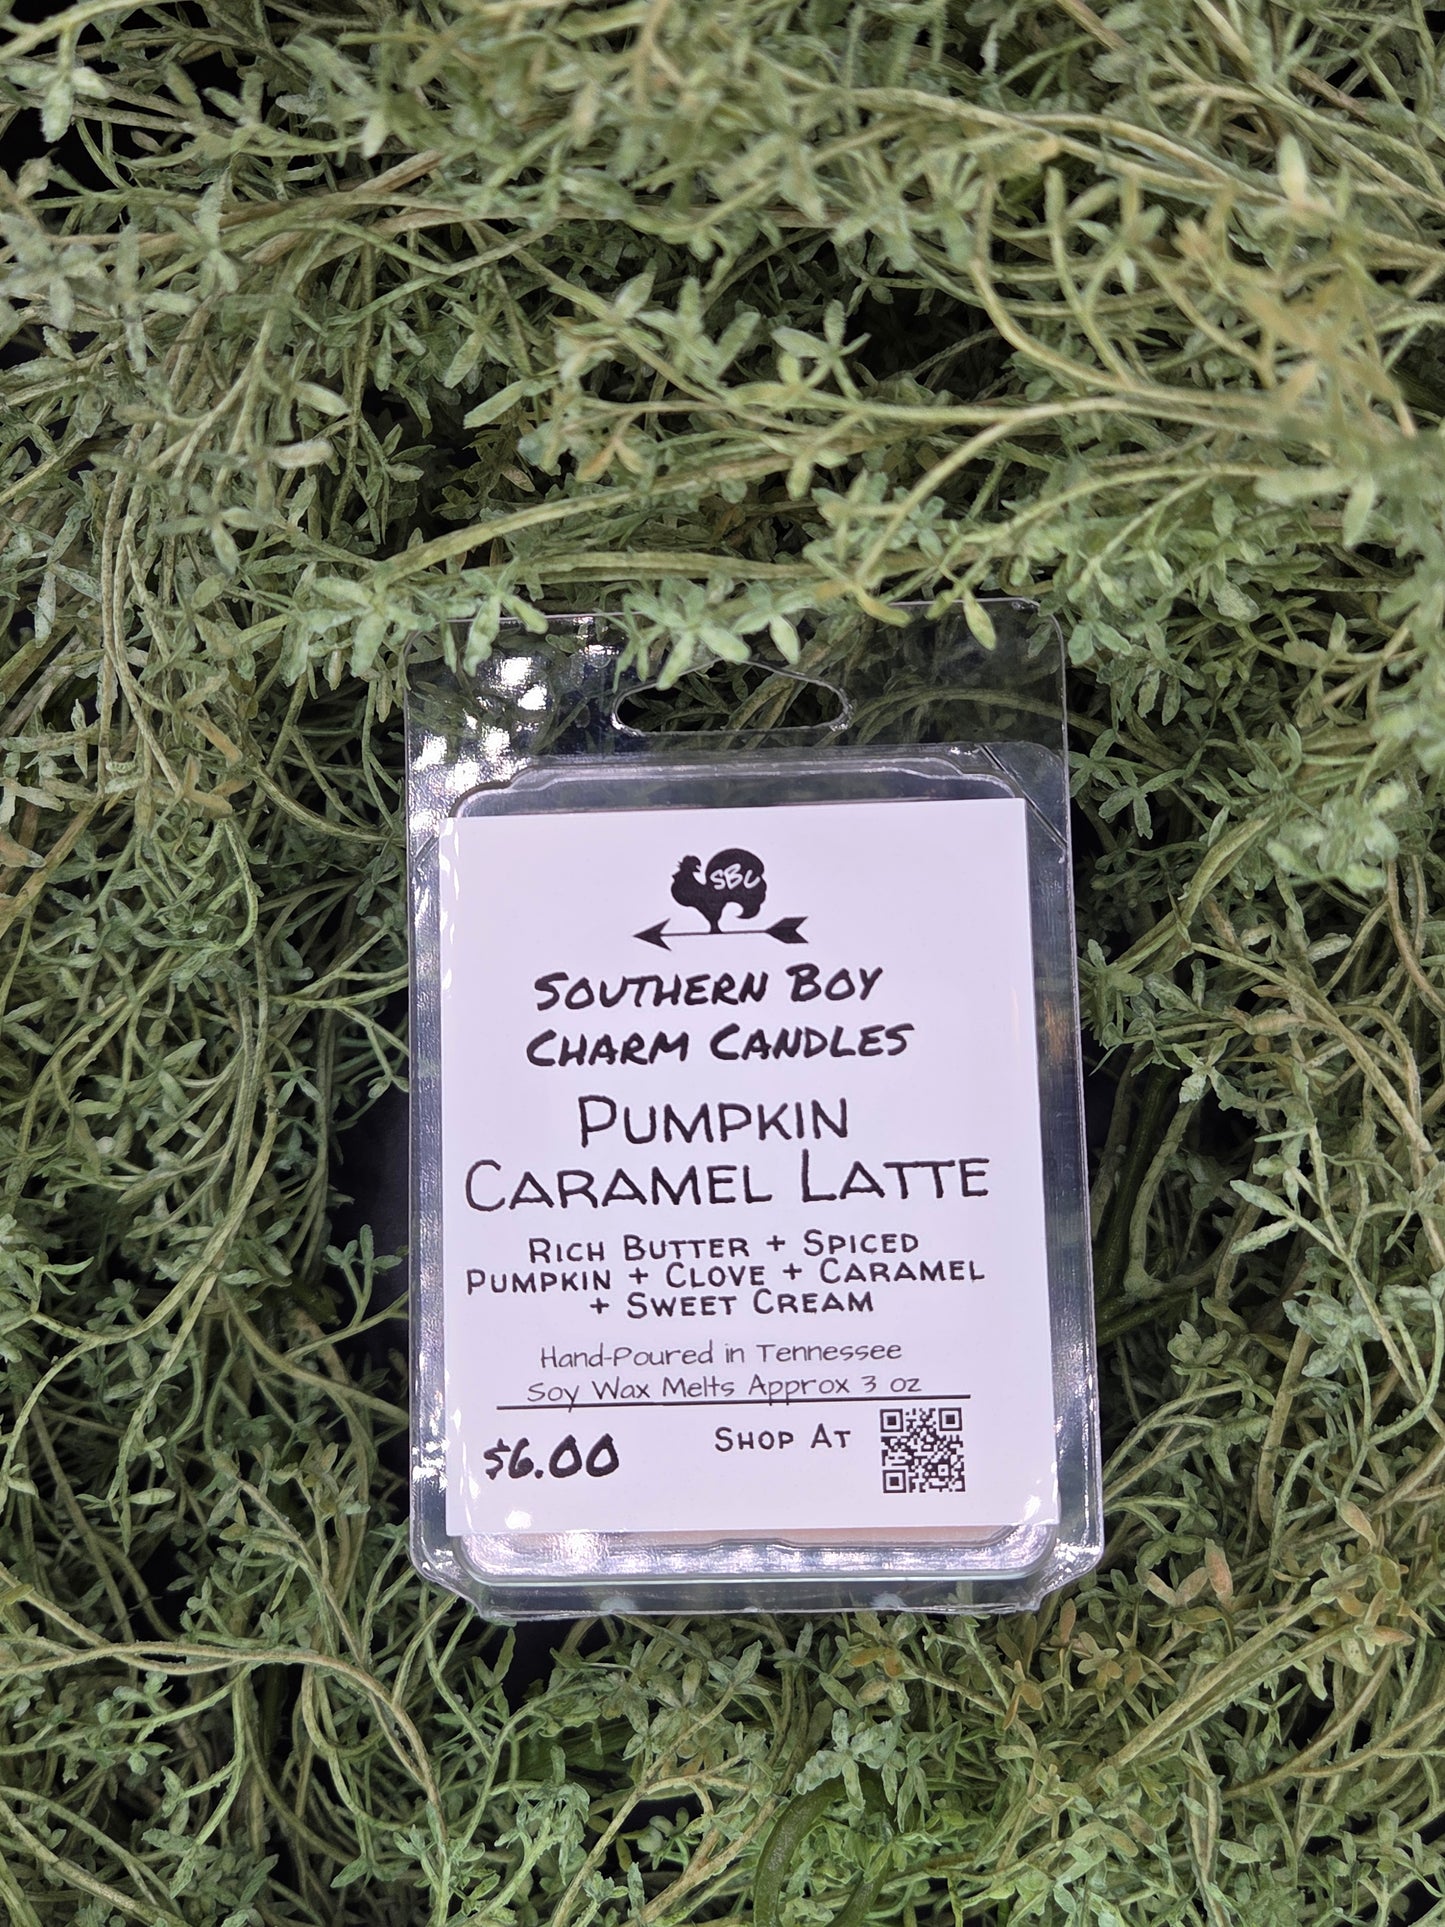 SBC
Southern Boy
Charm Candles
Pumpkin
Caramel Latte
Rich Butter + Spiced
Pumpkin + Clove + Caramel
+ Sweet Cream
Hand-Poured in Tennessee
Soy Wax Melts Approx 3 oz
$6.00 Shop At